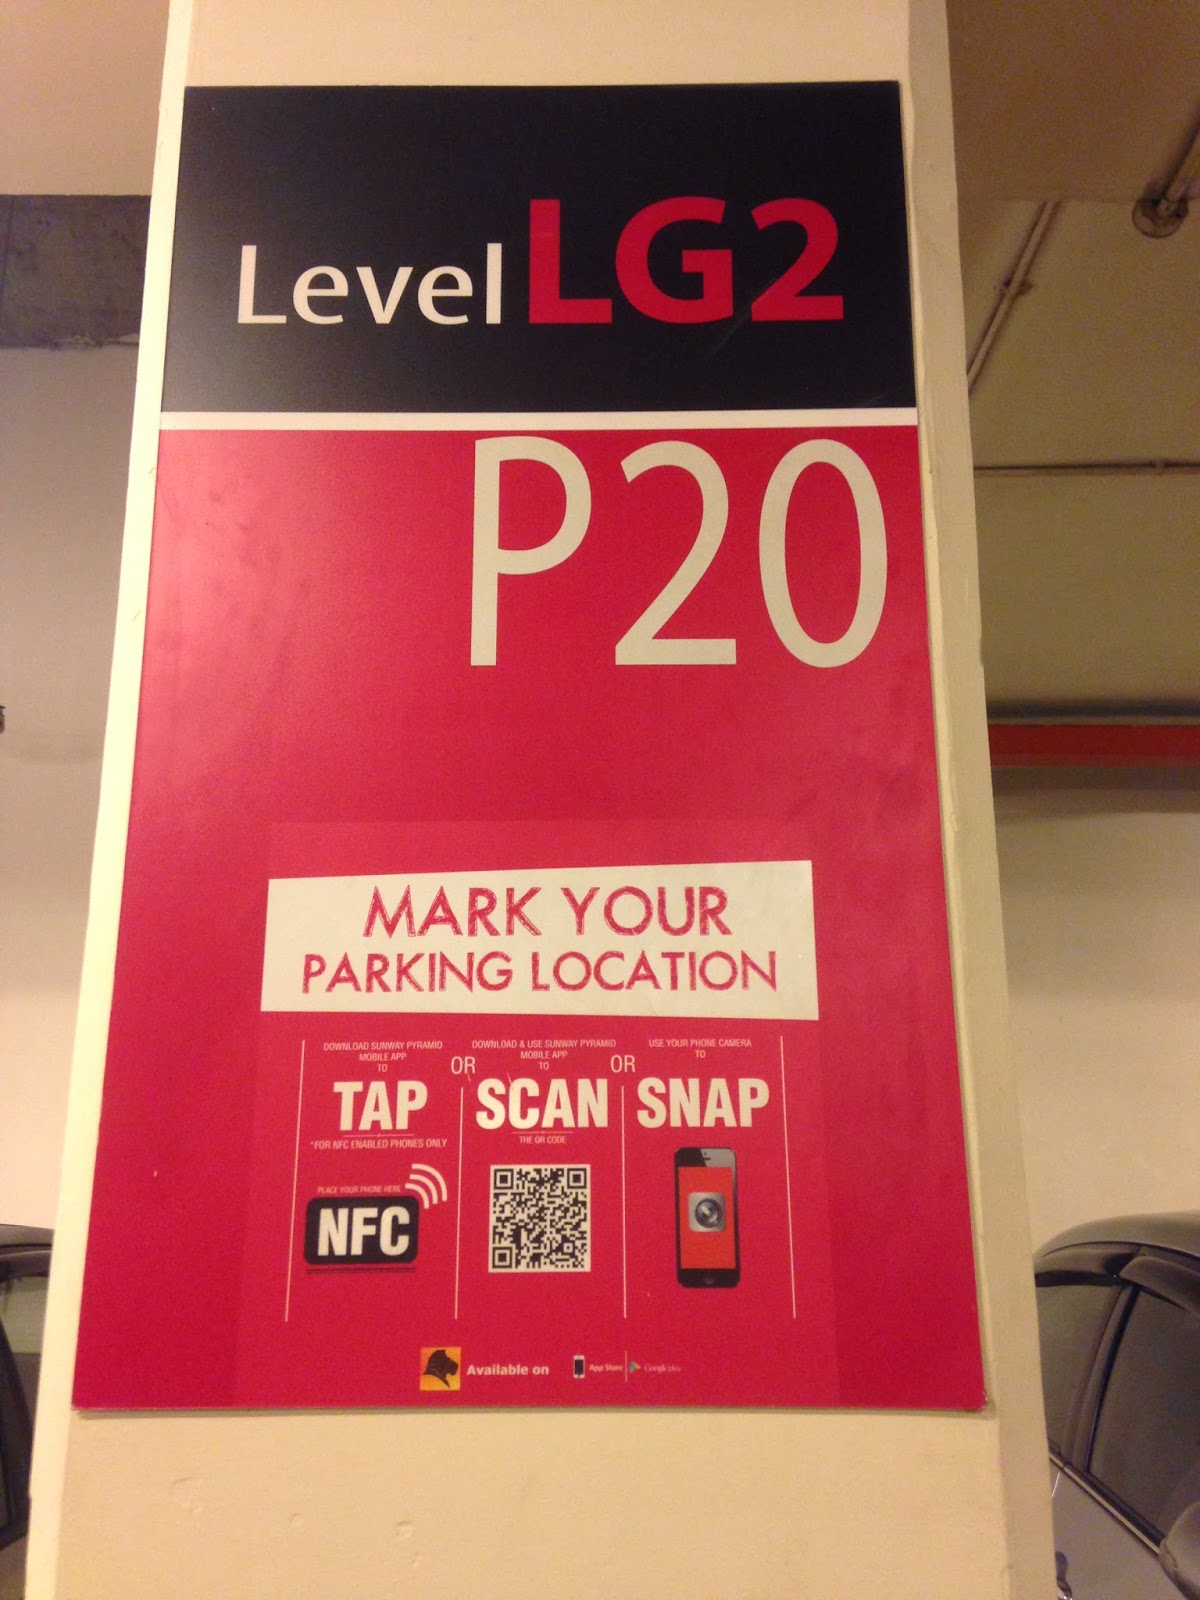 Level LG2
P20
MARK YOUR
PARKING LOCATION
DOWNLOAD SUNWAY PYRAMID
MOBILE APP
TO
TAP
*FOR NFC ENABLED PHONES ONLY
PLACE YOUR PHONE HERE
NFC
OR
DOWNLOAD & USE SUNWAY PYRAMID
MOBILE APP
TO
SCAN
THE QR CODE
OR
USE YOUR PHONE CAMERA
TO
SNAP
Available on App Store Google play